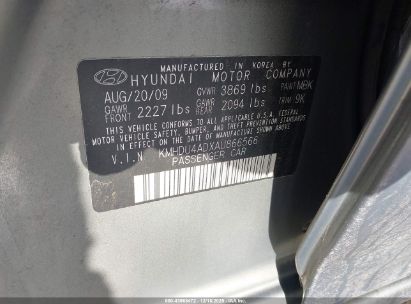 MANUFACTURED IN KOREA BY
HYUNDAI MOTOR COMPANY
AUG/20/09 GVWR 3869 lbs PAINT MBK
GAWR FRONT 2227 lbs GAWR REAR 2094 lbs TRIM 9K
THIS VEHICLE CONFORMS TO ALL APPLICABLE U.S.A. FEDERAL
MOTOR VEHICLE SAFETY, BUMPER, AND THEFT PREVENTION
STANDARDS IN EFFECT ON THE DATE OF MANUFACTURE SHOWN ABOVE.
V.I.N KMHDU4ADXAU866566
PASSENGER CAR